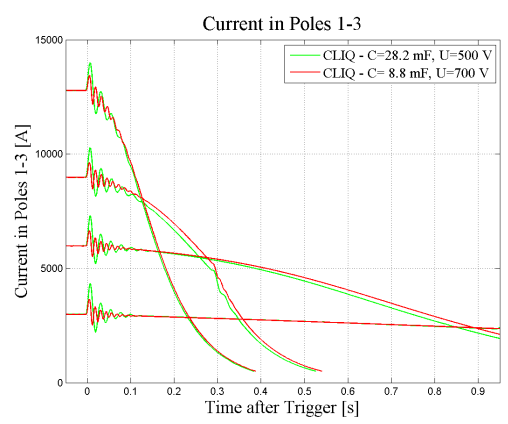 Current in Poles 1-3
CLIQ - C=28.2 mF, U=500 V
CLIQ - C= 8.8 mF, U=700 V
Current in Poles 1-3 [A]
15000
10000
5000
0
0 0.1 0.2 0.3 0.4 0.5 0.6 0.7 0.8 0.9
Time after Trigger [s]